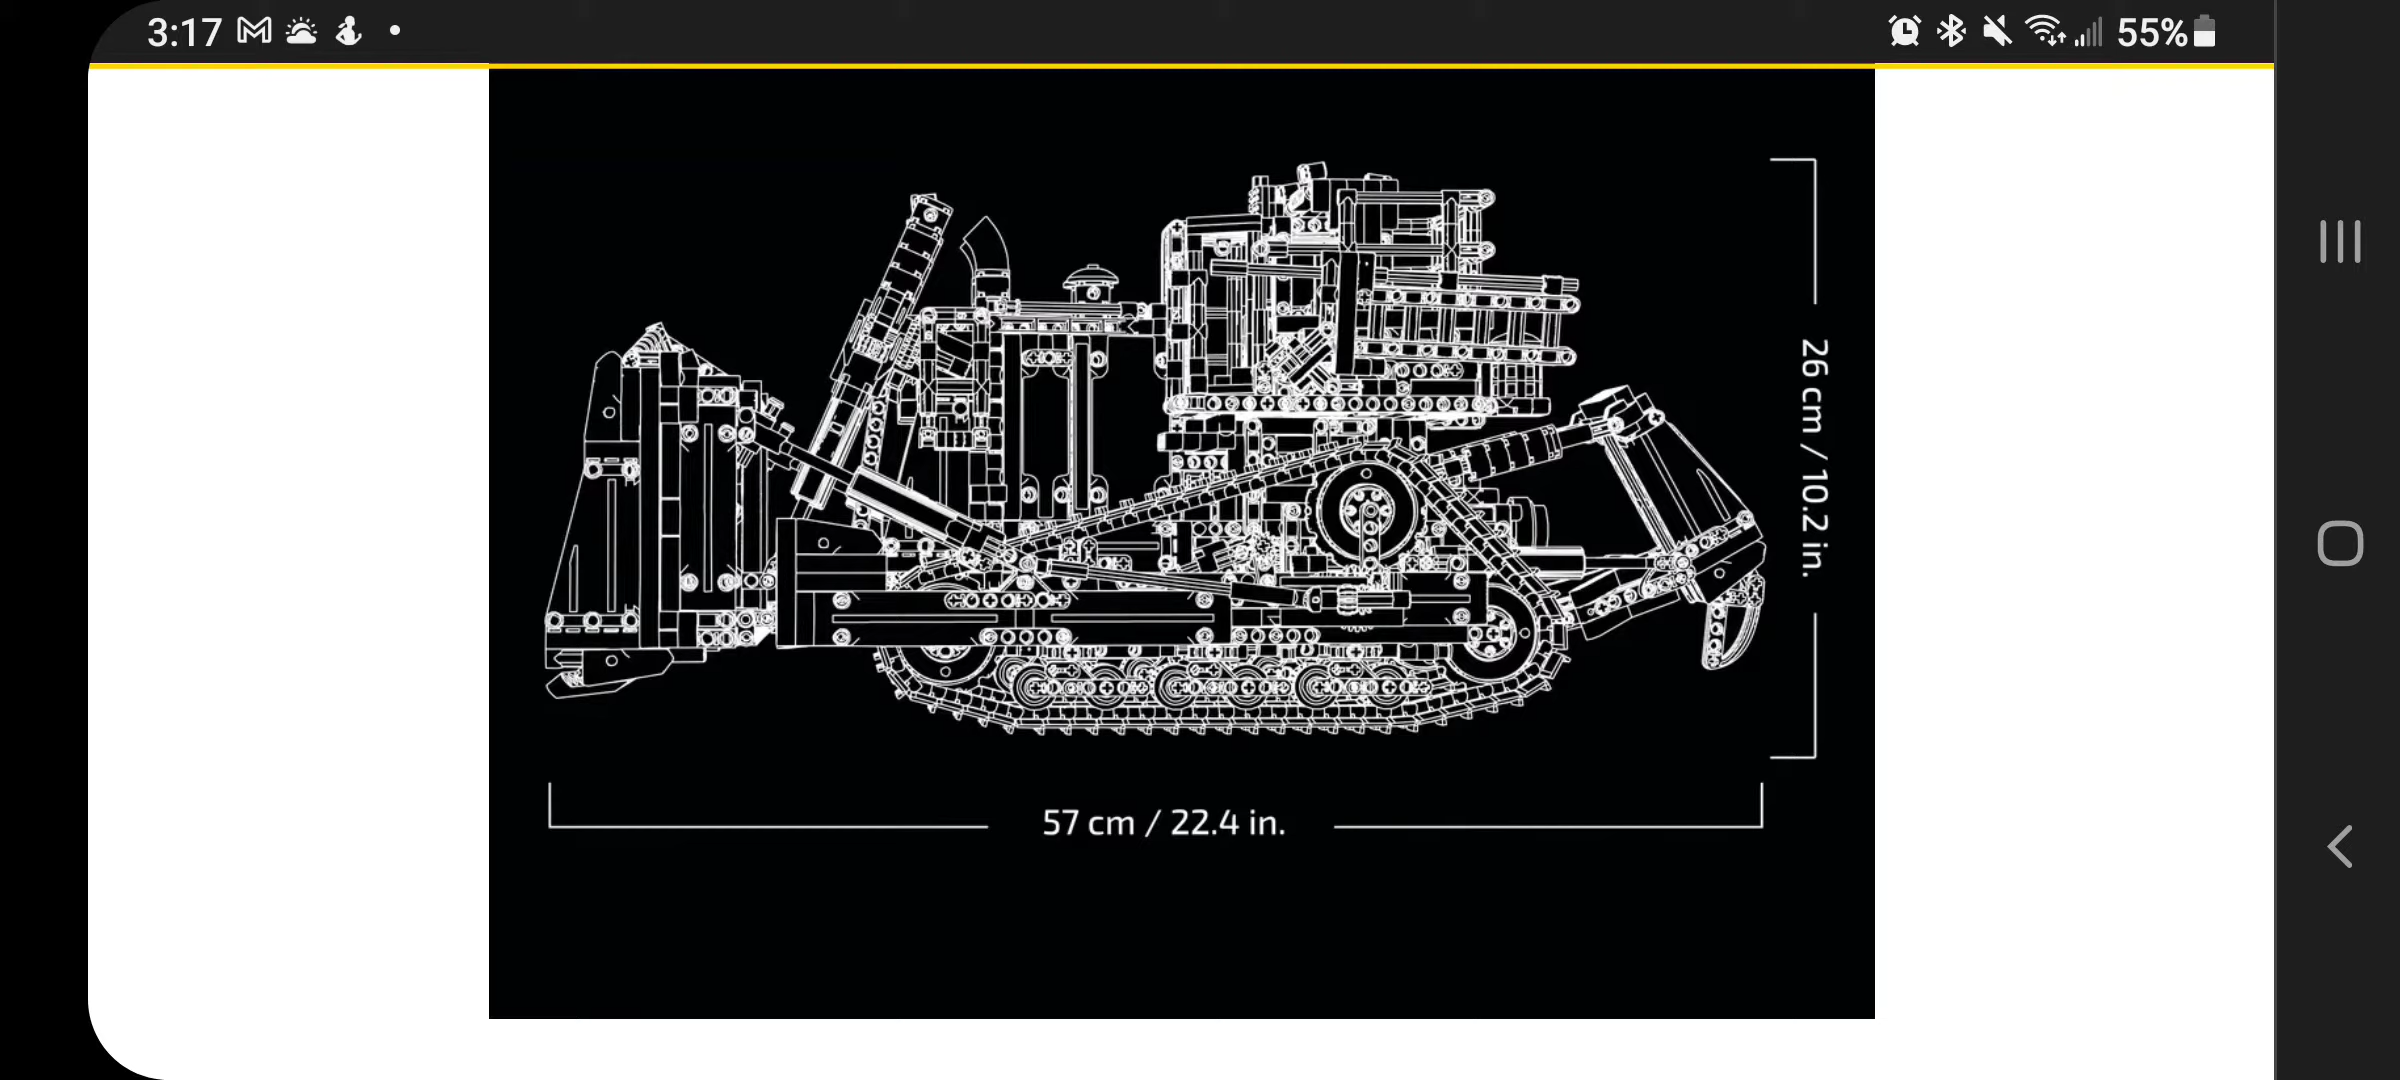 3:17
55%
26 cm / 10.2 in.
57 cm / 22.4 in.